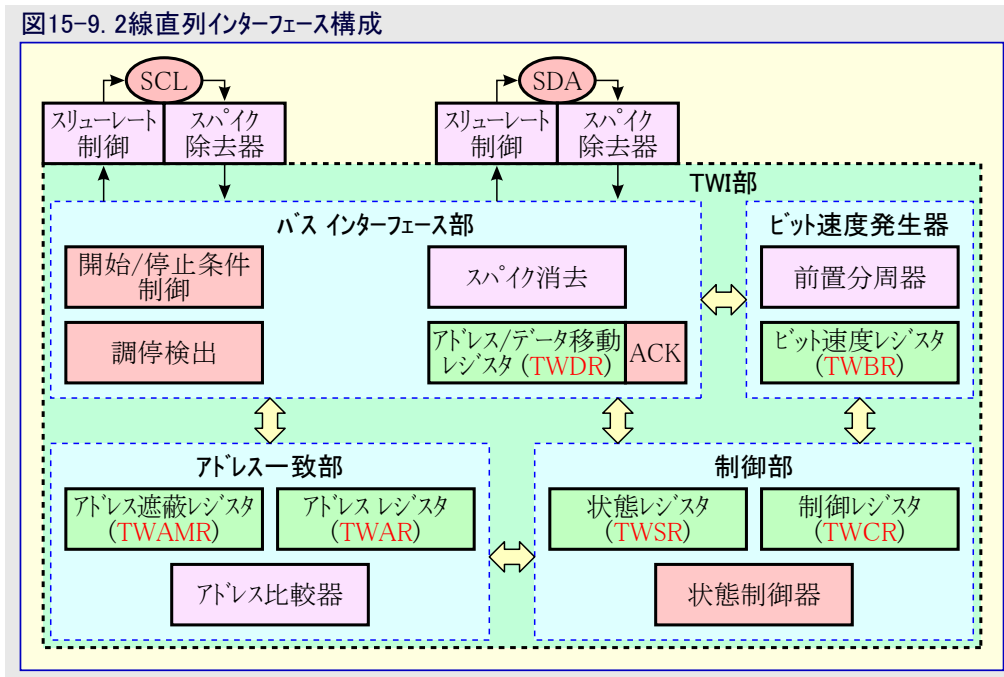 図15-9. 2線直列インターフェース構成
SCL
SDA
スリューレート
制御
スパイク
除去器
スリューレート
制御
スパイク
除去器
TWI部
バス インターフェース部
開始/停止条件
制御
スパイク消去
調停検出
アドレス/データ移動
レジスタ (TWDR)
ACK
ビット速度発生器
前置分周器
ビット速度レジスタ
(TWBR)
アドレス一致部
アドレス遮蔽レジスタ
(TWAMR)
アドレス レジスタ
(TWAR)
アドレス比較器
制御部
状態レジスタ
(TWSR)
制御レジスタ
(TWCR)
状態制御器